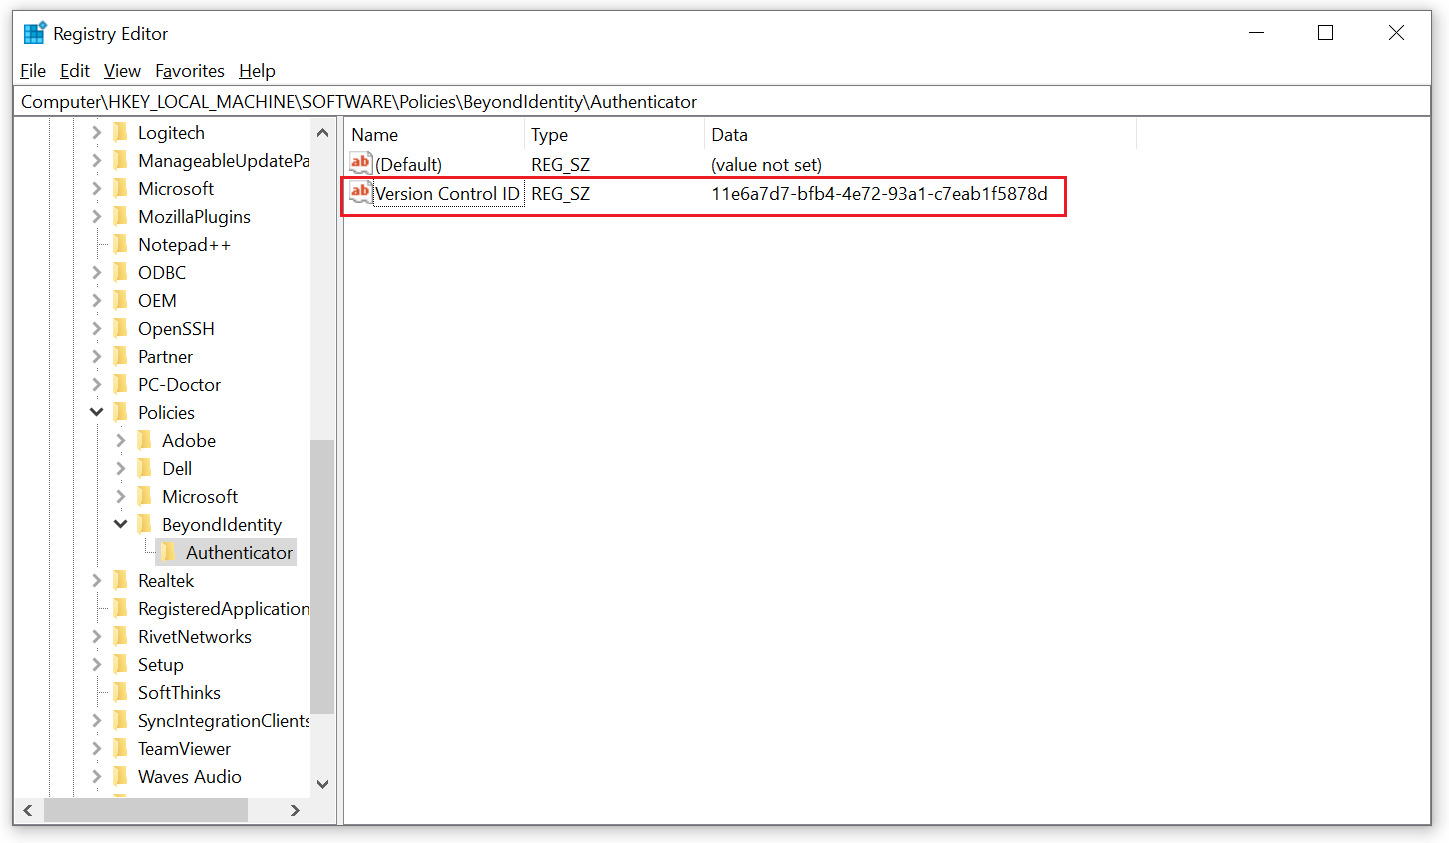 Registry Editor
File Edit View Favorites Help
Computer\HKEY_LOCAL_MACHINE\SOFTWARE\Policies\BeyondIdentity\Authenticator
Logitech
ManageableUpdatePa
Microsoft
MozillaPlugins
Notepad++
ODBC
OEM
OpenSSH
Partner
PC-Doctor
Policies
Adobe
Dell
Microsoft
BeyondIdentity
Authenticator
Realtek
RegisteredApplication
RivetNetworks
Setup
SoftThinks
SyncIntegrationClients
TeamViewer
Waves Audio
Name Type Data
ab (Default) REG_SZ (value not set)
ab Version Control ID REG_SZ 11e6a7d7-bfb4-4e72-93a1-c7eab1f5878d